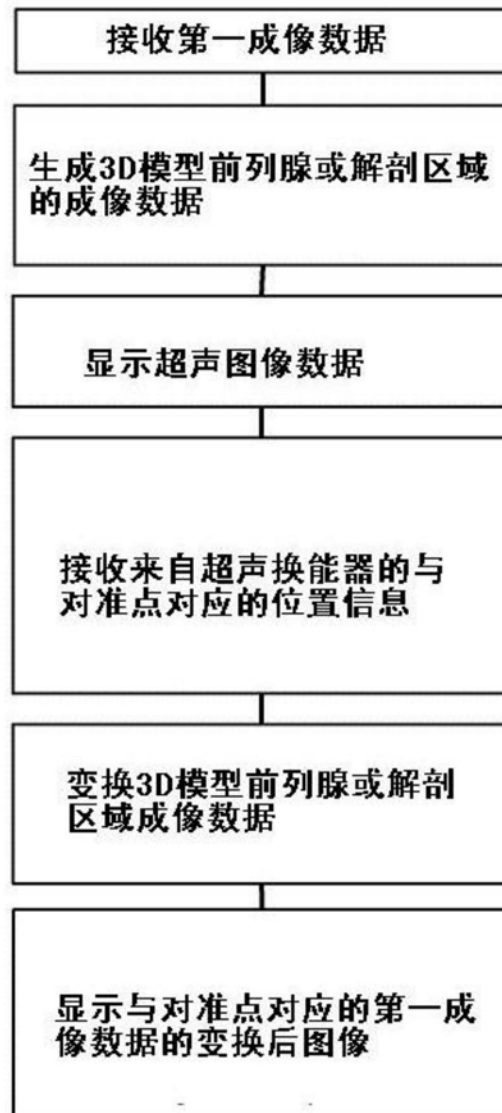 接收第一成像数据
生成3D模型前列腺或解剖区域
的成像数据
显示超声图像数据
接收来自超声换能器的与
对准点对应的位置信息
变换3D模型前列腺或解剖
区域成像数据
显示与对准点对应的第一成
像数据的变换后图像